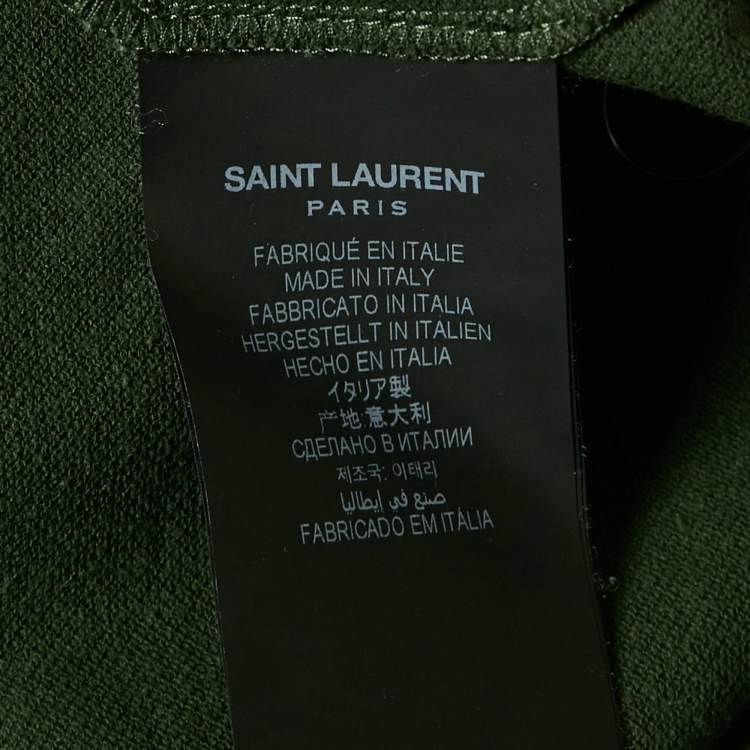 SAINT LAURENT
PARIS
FABRIQUÉ EN ITALIE
MADE IN ITALY
FABBRICATO IN ITALIA
HERGESTELLT IN ITALIEN
HECHO EN ITALIA
イタリア製
产地:意大利
СДЕЛАНО В ИТАЛИИ
제조국: 이태리
صنع في إيطاليا
FABRICADO EM ITÁLIA